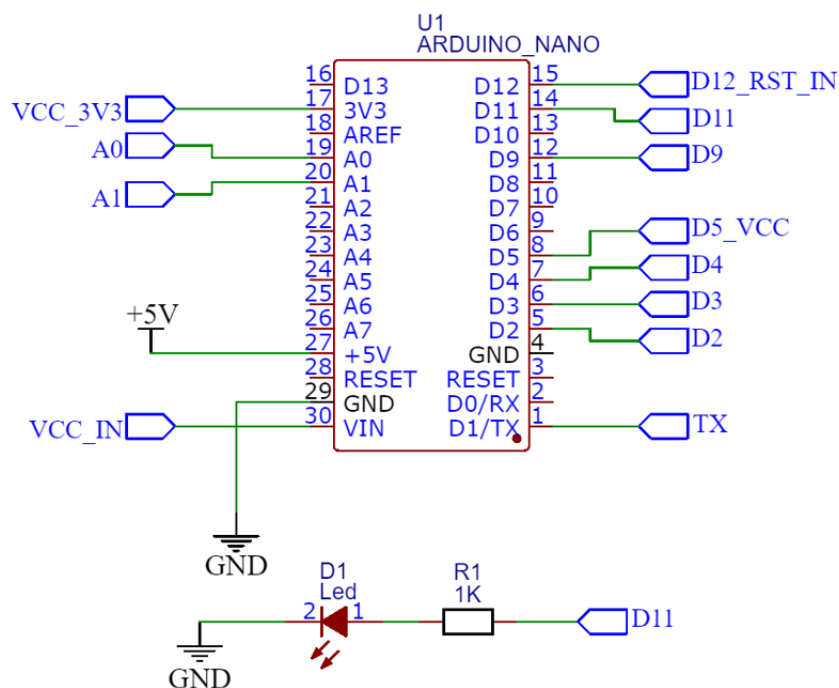 U1
ARDUINO_NANO
16 D13 D12 15 D12_RST_IN
VCC_3V3 17 3V3 D11 14 D11
18 AREF D10 13
A0 19 A0 D9 12 D9
A1 20 A1 D8 11
21 A2 D7 10
22 A3 D6 9
23 A4 D5 8 D5_VCC
24 A5 D4 7 D4
25 A6 D3 6 D3
26 A7 D2 5 D2
+5V 27 +5V GND 4
28 RESET RESET 3
29 GND D0/RX 2
VCC_IN 30 VIN D1/TX 1 TX
GND
D1
Led
2 1
R1
1K
D11
GND